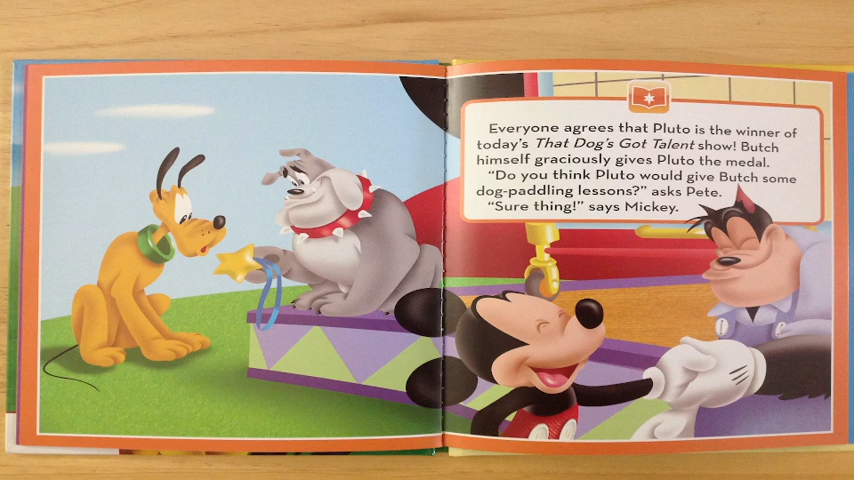 Everyone agrees that Pluto is the winner of
today's That Dog's Got Talent show! Butch
himself graciously gives Pluto the medal.
"Do you think Pluto would give Butch some
dog-paddling lessons?" asks Pete.
"Sure thing!" says Mickey.